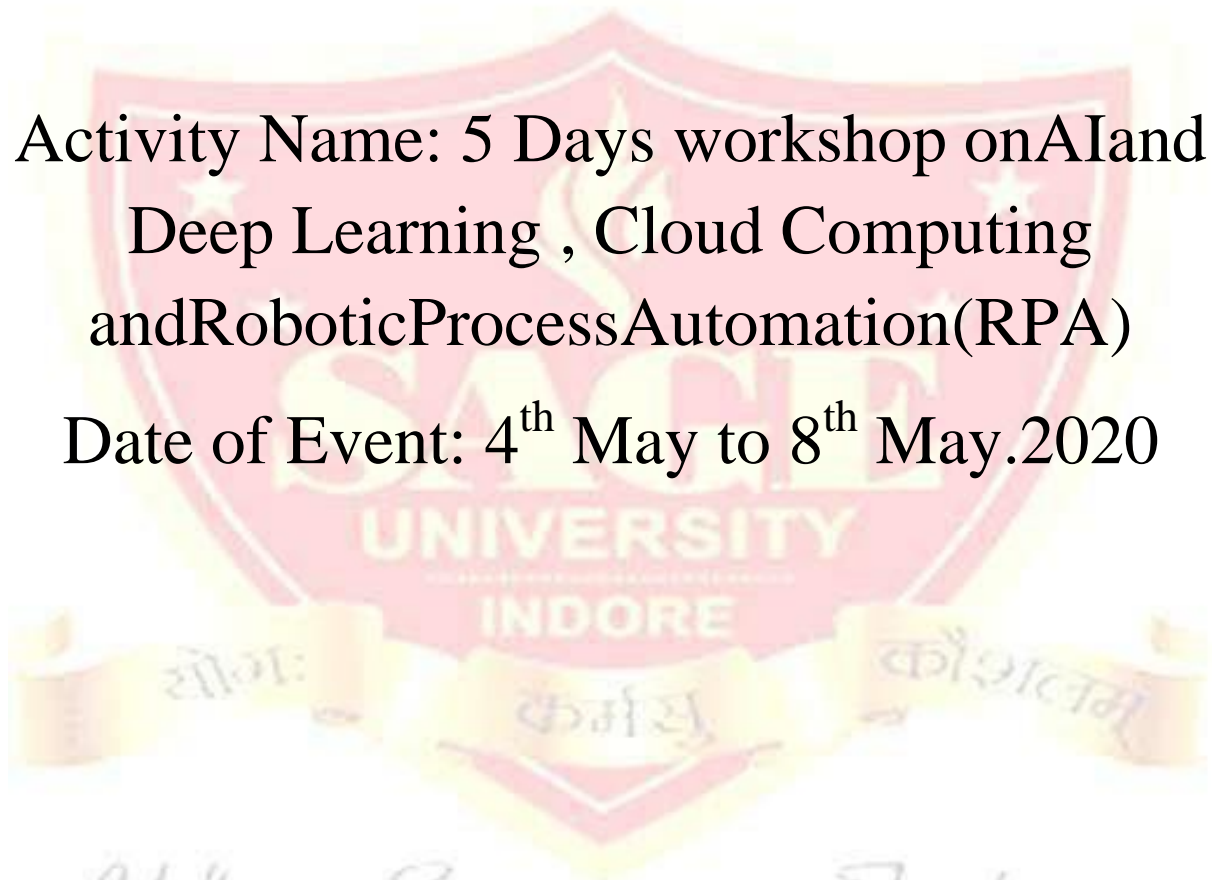 Activity Name: 5 Days workshop onAIand
Deep Learning , Cloud Computing
andRoboticProcessAutomation(RPA)
Date of Event: 4th May to 8th May.2020
SAGE
UNIVERSITY
INDORE
योगः कर्मसु कौशलम्